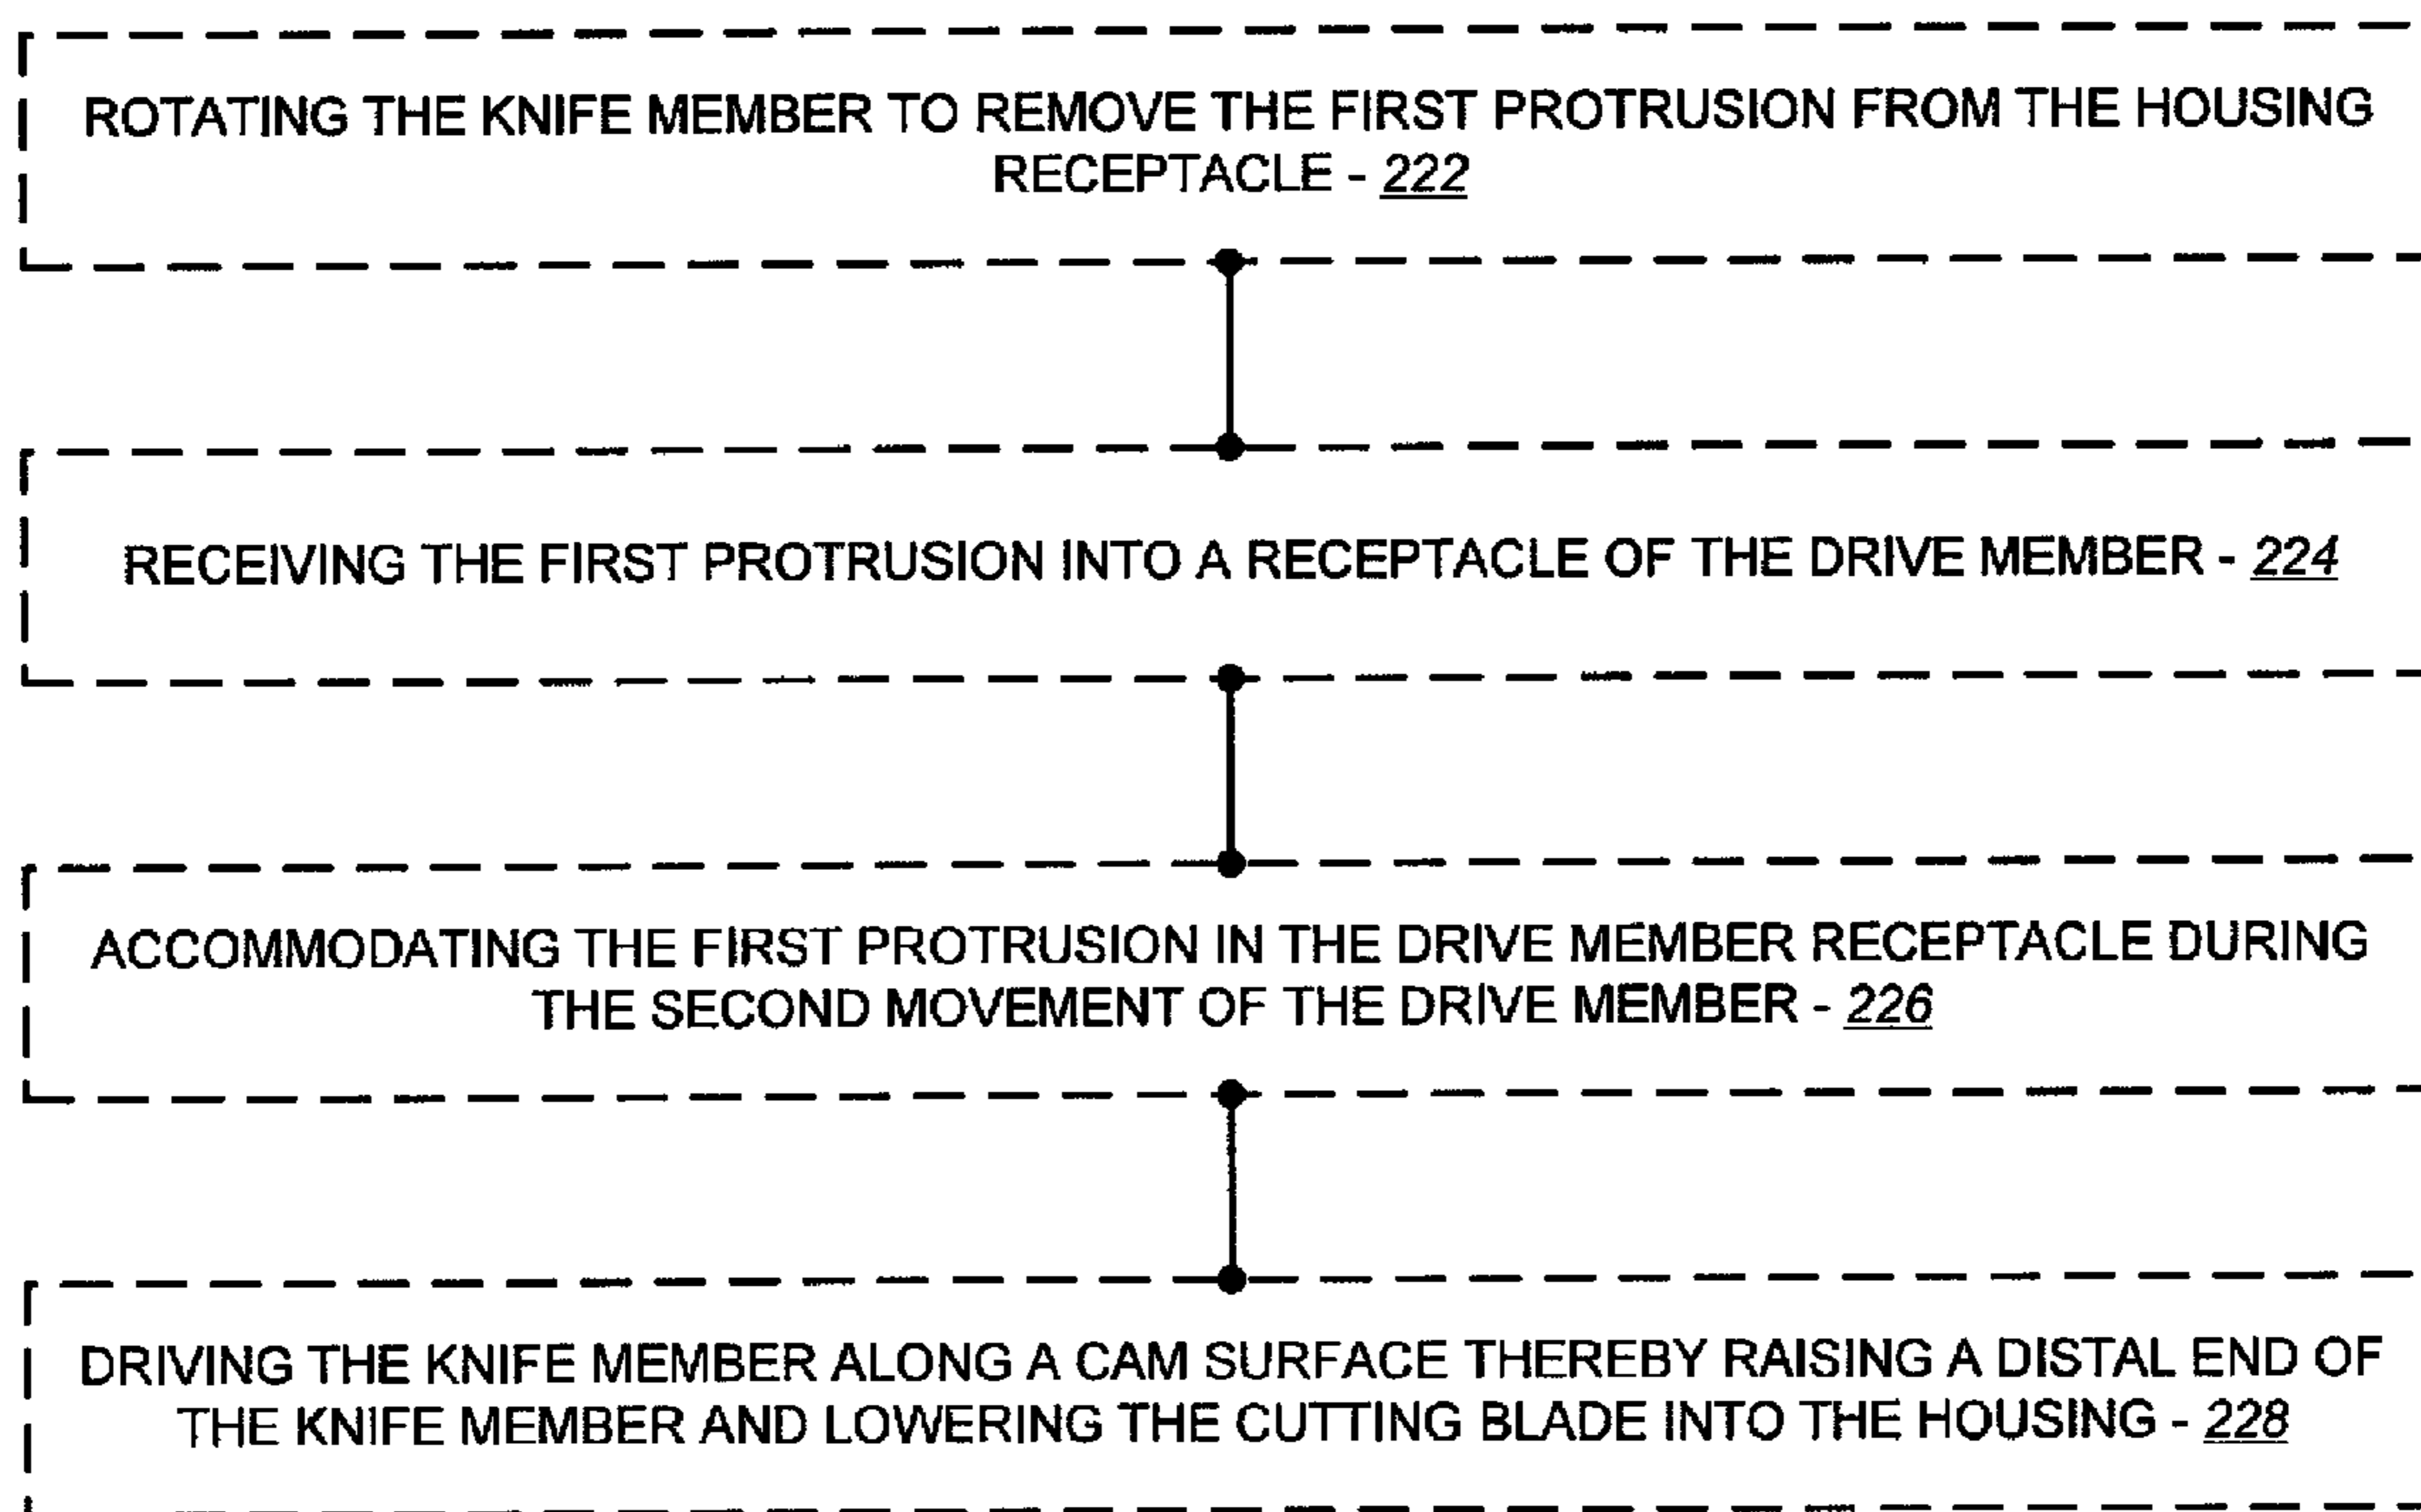 ROTATING THE KNIFE MEMBER TO REMOVE THE FIRST PROTRUSION FROM THE HOUSING
RECEPTACLE - 222
RECEIVING THE FIRST PROTRUSION INTO A RECEPTACLE OF THE DRIVE MEMBER - 224
ACCOMMODATING THE FIRST PROTRUSION IN THE DRIVE MEMBER RECEPTACLE DURING
THE SECOND MOVEMENT OF THE DRIVE MEMBER - 226
DRIVING THE KNIFE MEMBER ALONG A CAM SURFACE THEREBY RAISING A DISTAL END OF
THE KNIFE MEMBER AND LOWERING THE CUTTING BLADE INTO THE HOUSING - 228